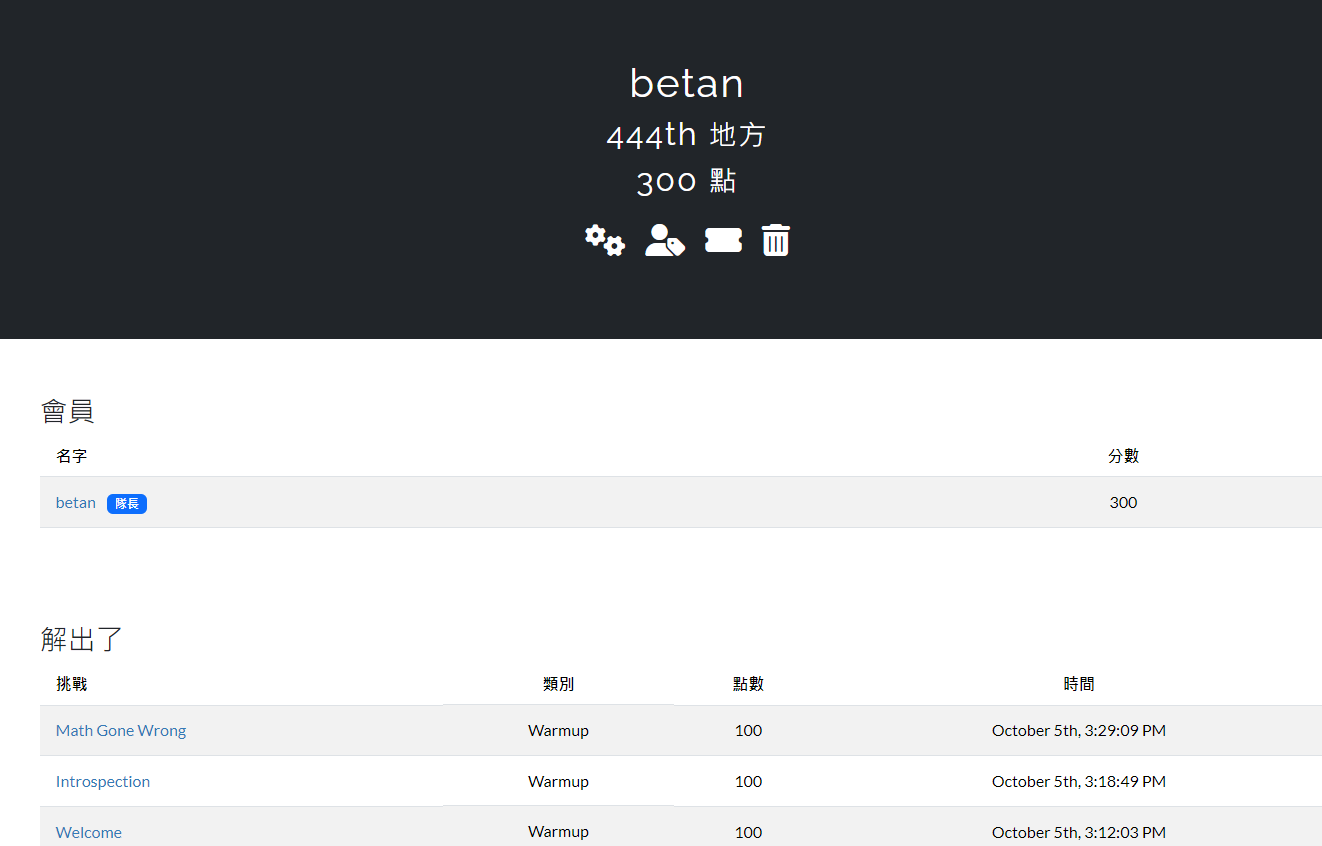 betan
444th 地方
300 點
會員
名字 分數
betan 隊長 300
解出了
挑戰 類別 點數 時間
Math Gone Wrong Warmup 100 October 5th, 3:29:09 PM
Introspection Warmup 100 October 5th, 3:18:49 PM
Welcome Warmup 100 October 5th, 3:12:03 PM